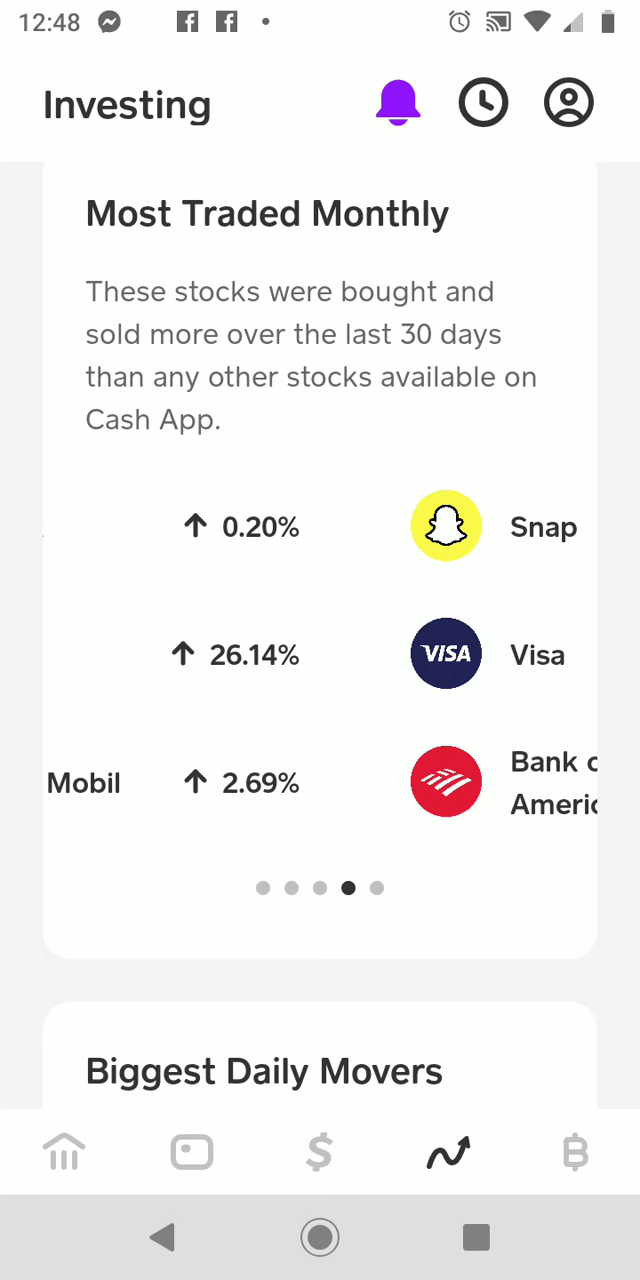 12:48
Investing
Most Traded Monthly
These stocks were bought and
sold more over the last 30 days
than any other stocks available on
Cash App.
0.20%
Snap
26.14%
VISA
Visa
Mobil
2.69%
Bank
Americ
Biggest Daily Movers